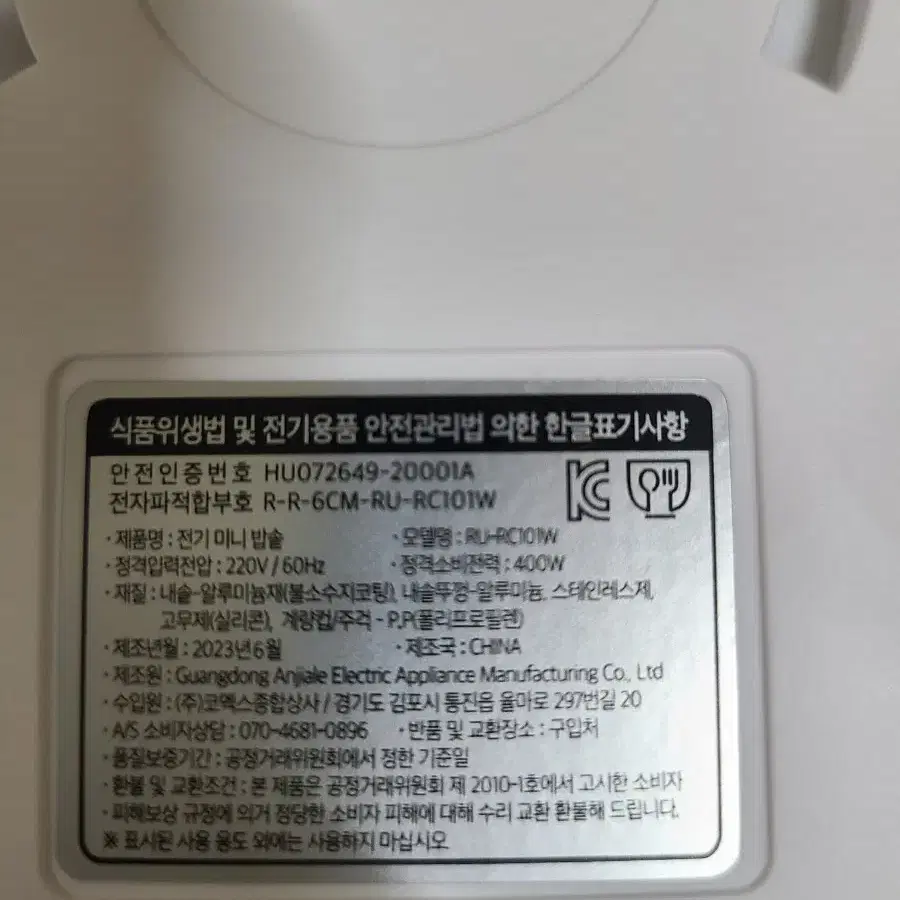 식품위생법 및 전기용품 안전관리법 의한 한글표기사항
안전인증번호 HU072649-20001A
전자파적합부호 R-R-6CM-RU-RC101W
· 제품명 : 전기 미니 밥솥 · 모델명 : RU-RC101W
· 정격입력전압 : 220V / 60Hz · 정격소비전력 : 400W
· 재질 : 내솥-알루미늄재(불소수지코팅), 내솥뚜껑-알루미늄, 스테인레스제,
고무제(실리콘), 계량컵/주걱 - P.P(폴리프로필렌)
· 제조년월 : 2023년 6월 · 제조국 : CHINA
· 제조원 : Guangdong Anjiale Electric Appliance Manufacturing Co., Ltd
· 수입원 : (주)코멕스종합상사 / 경기도 김포시 통진읍 율마로 297번길 20
· A/S 소비자상담 : 070-4681-0896 · 반품 및 교환장소 : 구입처
· 품질보증기간 : 공정거래위원회에서 정한 기준일
· 환불 및 교환조건 : 본 제품은 공정거래위원회 제 2010-1호에서 고시한 소비자
· 피해보상 규정에 의거 정당한 소비자 피해에 대해 수리 교환 환불해 드립니다.
※ 표시된 사용 용도 외에는 사용하지 마십시오